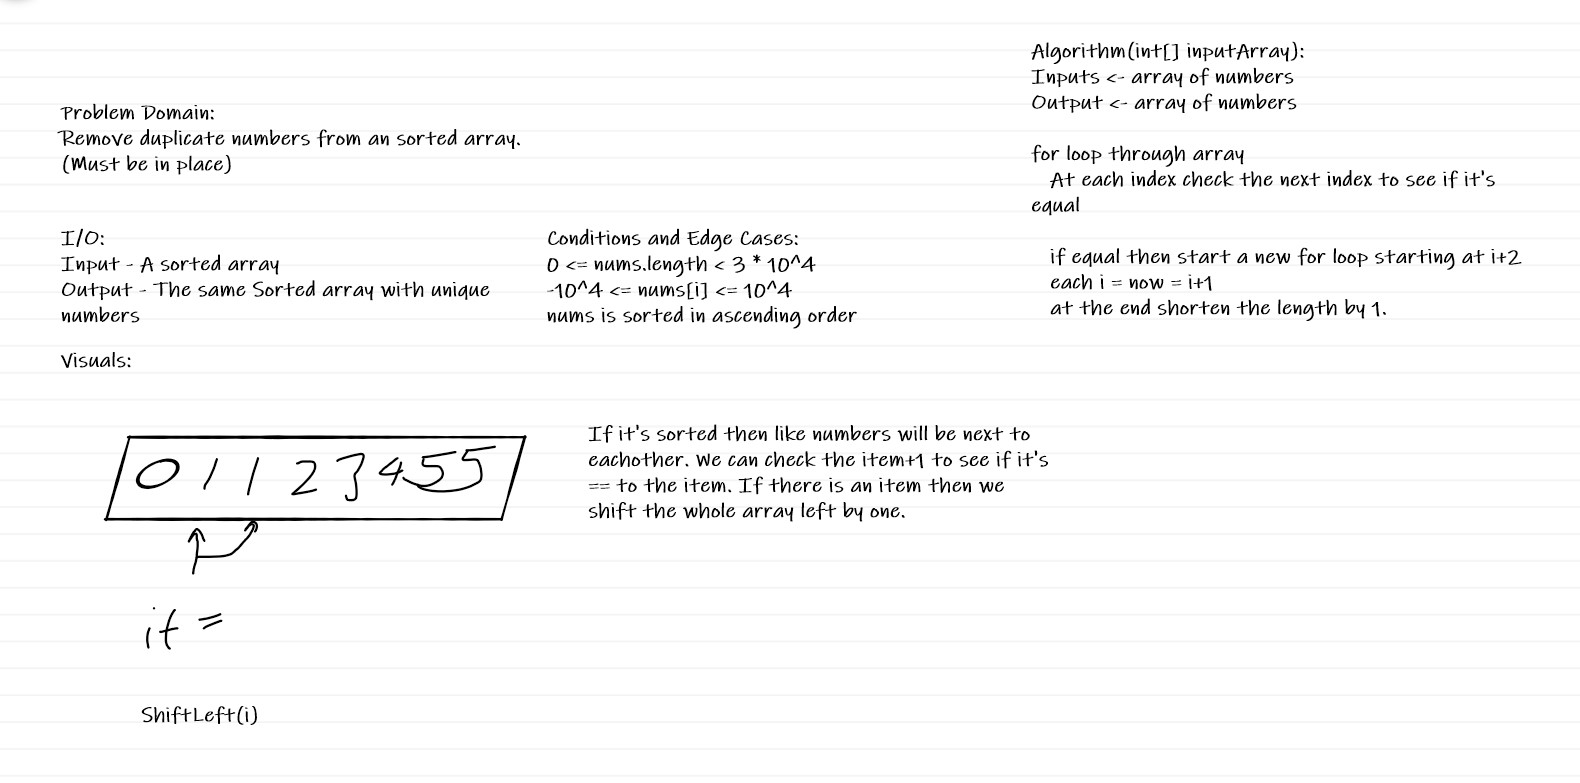 Problem Domain:
Remove duplicate numbers from an sorted array.
(Must be in place)
I/O:
Input - A sorted array
Output - The same Sorted array with unique
numbers
Conditions and Edge Cases:
0 <= nums.length < 3 * 10^4
-10^4 <= nums[i] <= 10^4
nums is sorted in ascending order
Visuals:
0 1 1 2 3 4 5 5
if =
ShiftLeft(i)
If it's sorted then like numbers will be next to
eachother. We can check the item+1 to see if it's
== to the item. If there is an item then we
shift the whole array left by one.
Algorithm(int[] inputArray):
Inputs <- array of numbers
Output <- array of numbers
for loop through array
At each index check the next index to see if it's
equal
if equal then start a new for loop starting at i+2
each i = now = i+1
at the end shorten the length by 1.